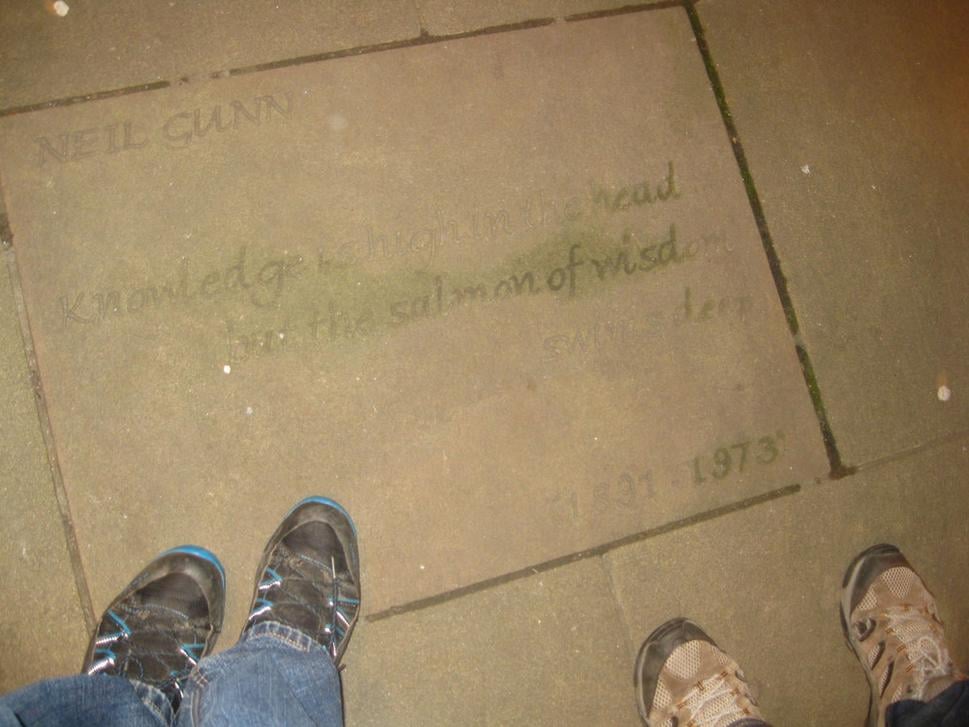 NEIL GUNN
Knowledge is high in the head
but the salmon of wisdom
swims deep
1891 - 1973